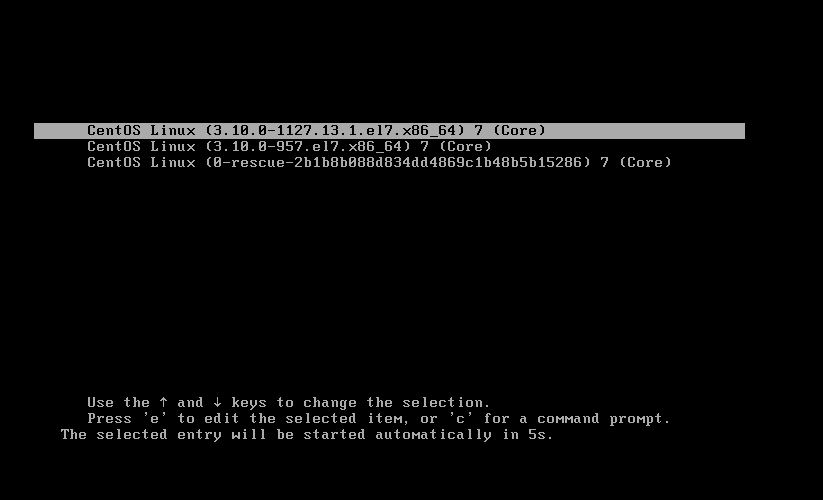 CentOS Linux (3.10.0-1127.13.1.el7.x86_64) 7 (Core)
CentOS Linux (3.10.0-957.el7.x86_64) 7 (Core)
CentOS Linux (0-rescue-2b1b8b088d834dd4869c1b48b5b15286) 7 (Core)
Use the ↑ and ↓ keys to change the selection.
Press 'e' to edit the selected item, or 'c' for a command prompt.
The selected entry will be started automatically in 5s.